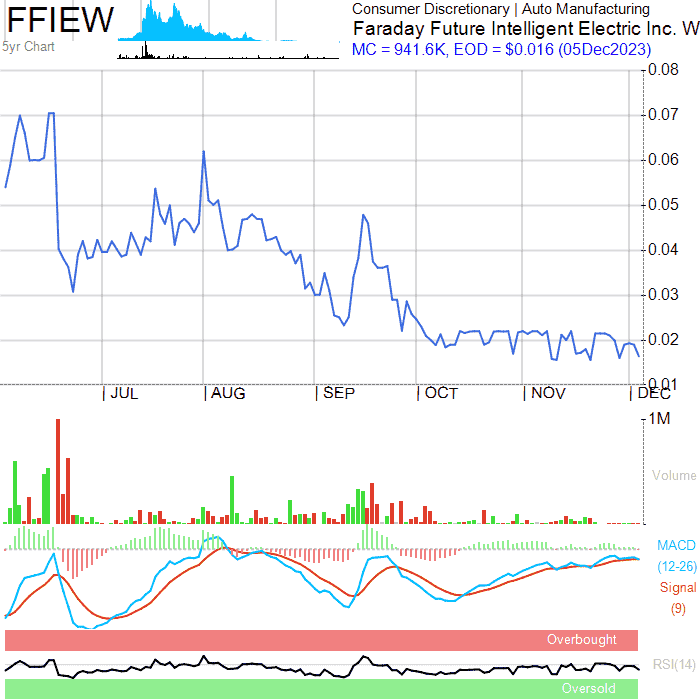 FFIEW
5yr Chart
Consumer Discretionary | Auto Manufacturing
Faraday Future Intelligent Electric Inc. W
MC = 941.6K, EOD = $0.016 (05Dec2023)
0.08
0.07
0.06
0.05
0.04
0.03
0.02
0.01
JUL AUG SEP OCT NOV DEC
1M
Volume
MACD
(12-26)
Signal
(9)
Overbought
RSI(14)
Oversold